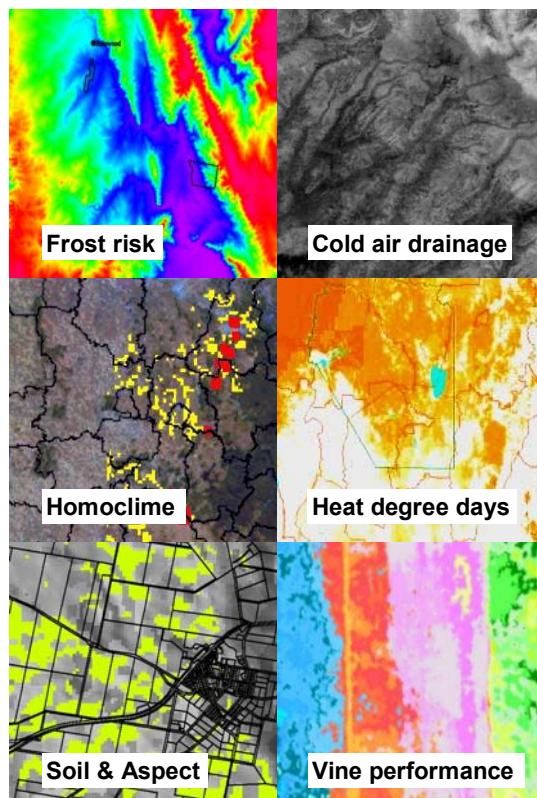 Frost risk
Cold air drainage
Homoclime
Heat degree days
Soil & Aspect
Vine performance